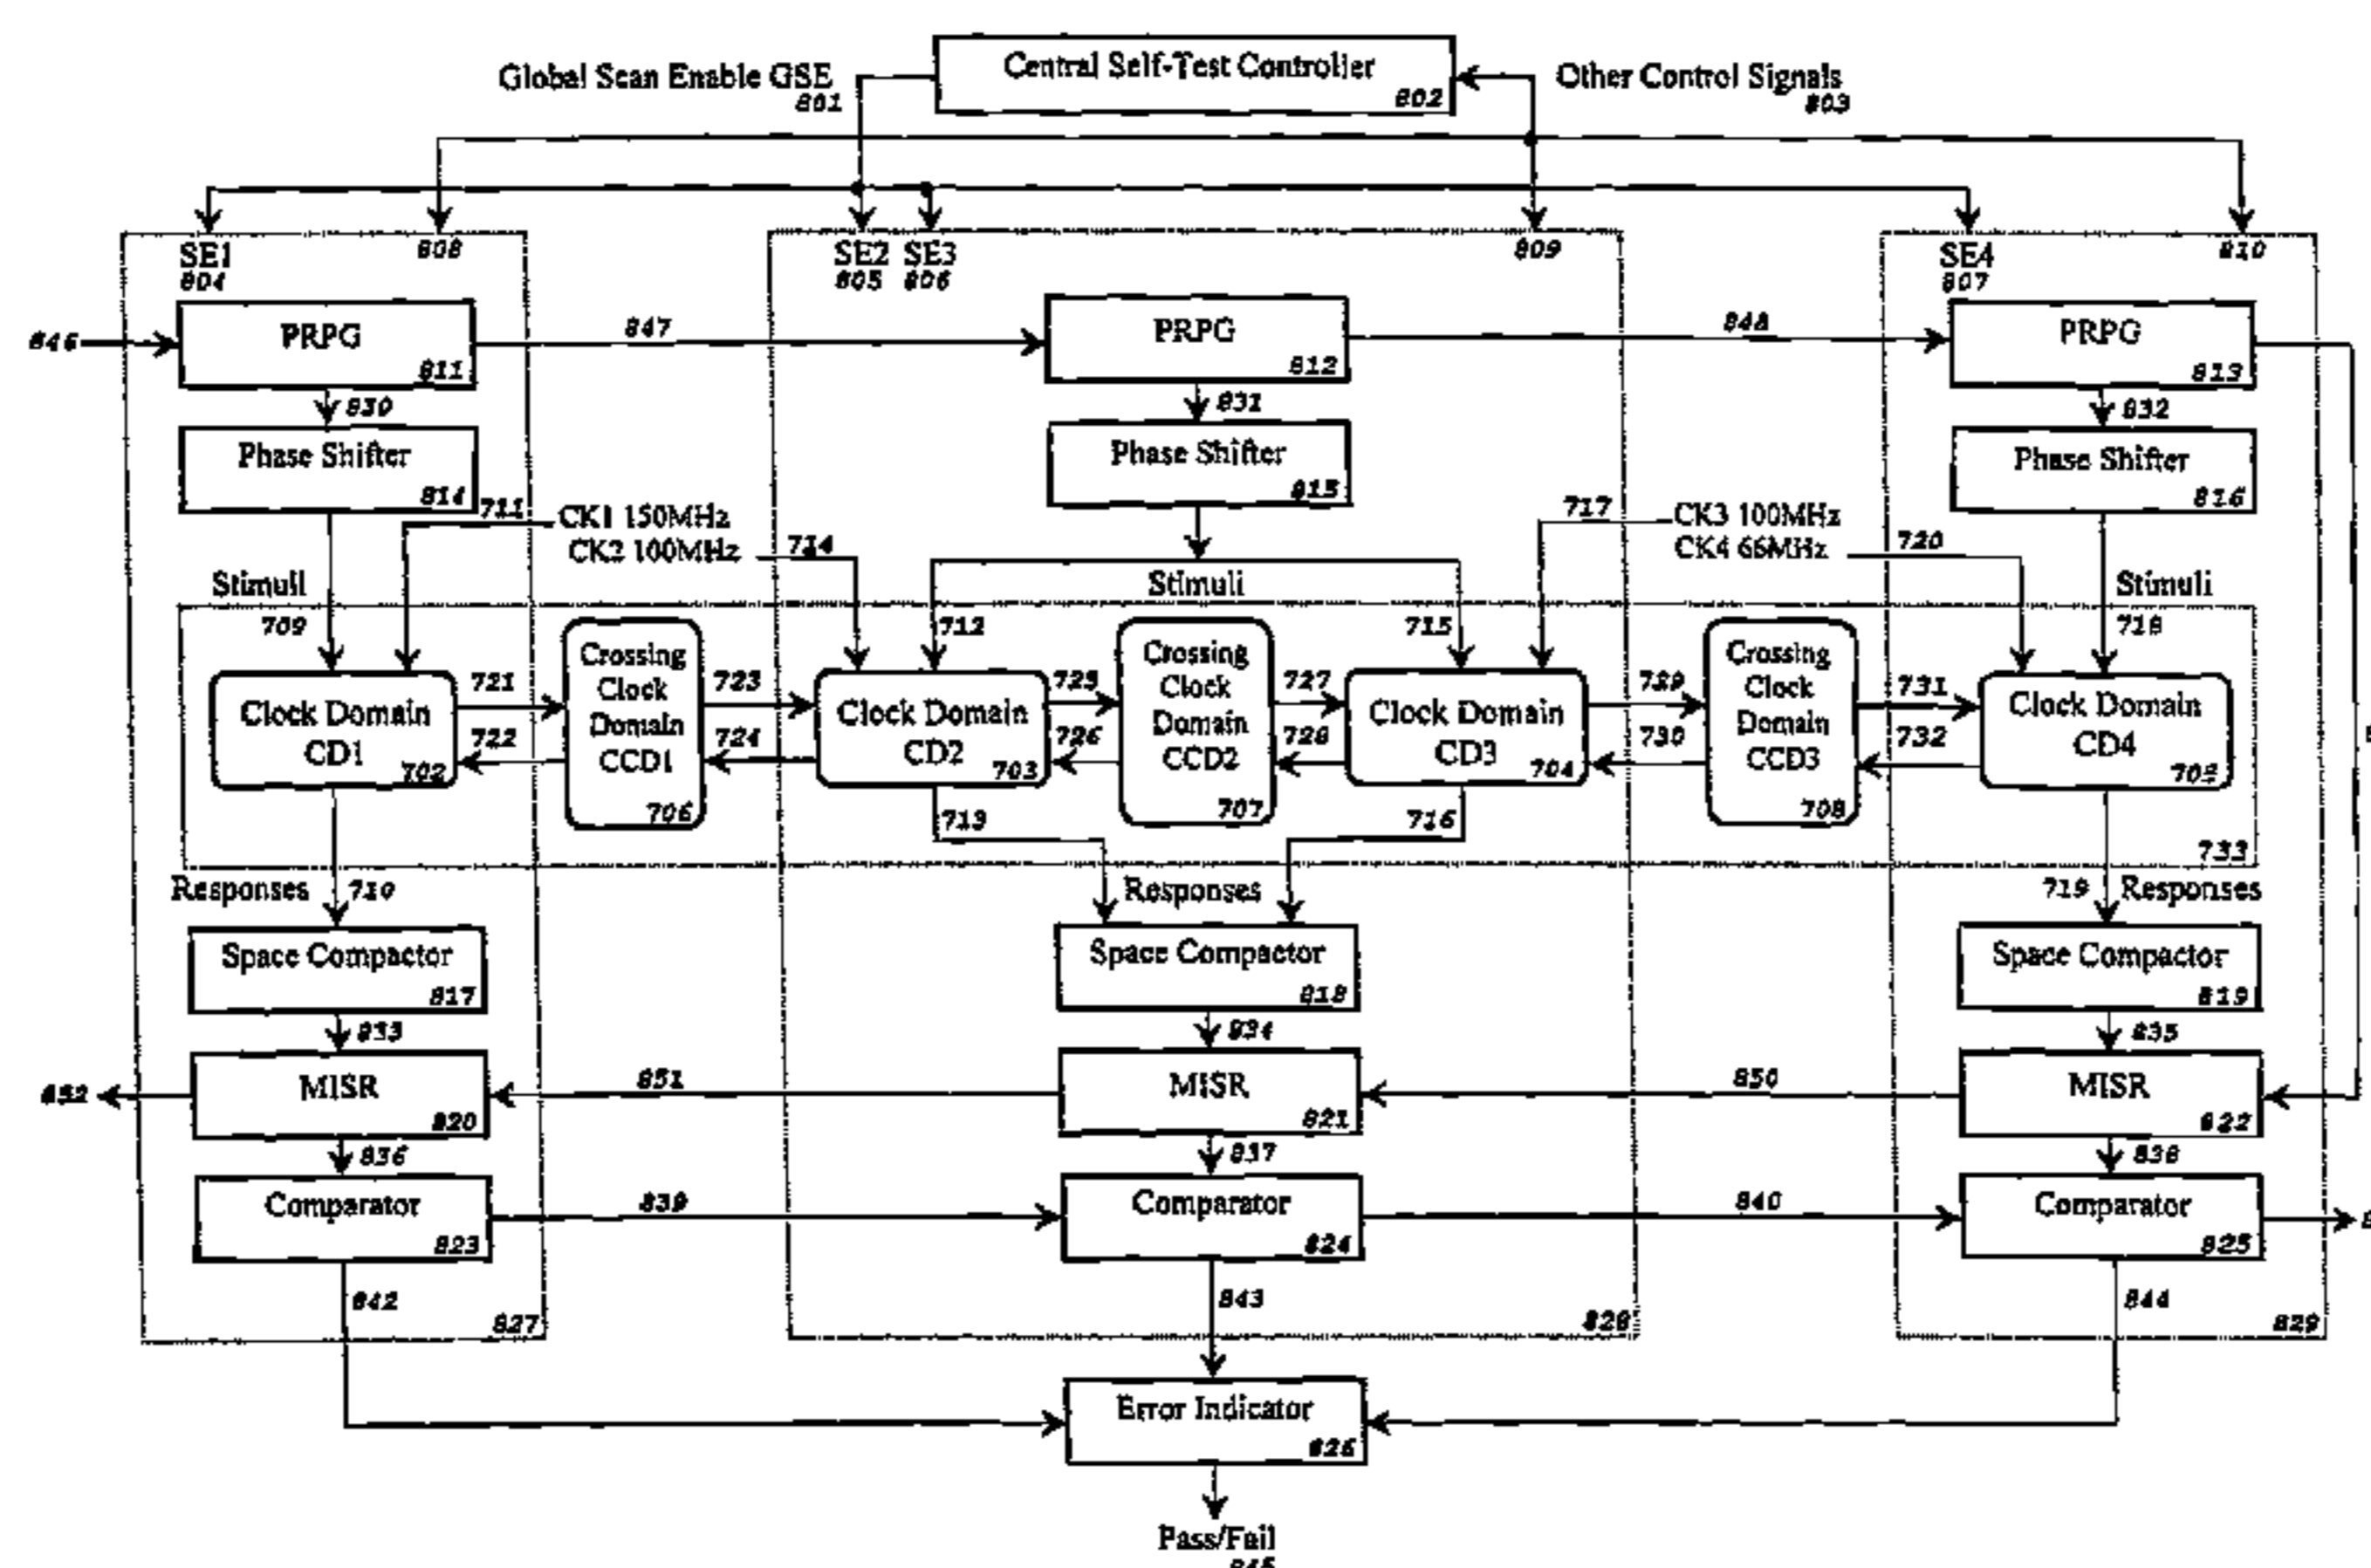 Central Self-Test Controller
802
Global Scan Enable GSE
801
Other Control Signals
803
SE1
804
808
SE2 SE3
805 806
809
SE4
807
810
846
PRPG
811
847
PRPG
812
848
PRPG
813
830
831
832
Phase Shifter
814
Phase Shifter
815
Phase Shifter
816
711
CK1 150MHz
CK2 100MHz
714
717
CK3 100MHz
CK4 66MHz
720
Stimuli
709
Stimuli
712
715
Stimuli
718
Clock Domain
CD1
702
721
722
Crossing
Clock
Domain
CCD1
706
723
724
Clock Domain
CD2
703
725
726
Crossing
Clock
Domain
CCD2
707
727
728
Clock Domain
CD3
704
729
730
Crossing
Clock
Domain
CCD3
708
731
732
Clock Domain
CD4
705
713
716
733
Responses
710
Responses
719
Responses
Space Compactor
817
Space Compactor
818
Space Compactor
819
833
834
835
852
MISR
820
851
MISR
821
850
MISR
822
836
837
838
Comparator
823
839
Comparator
824
840
Comparator
825
842
843
844
827
828
829
Error Indicator
826
Pass/Fail
845